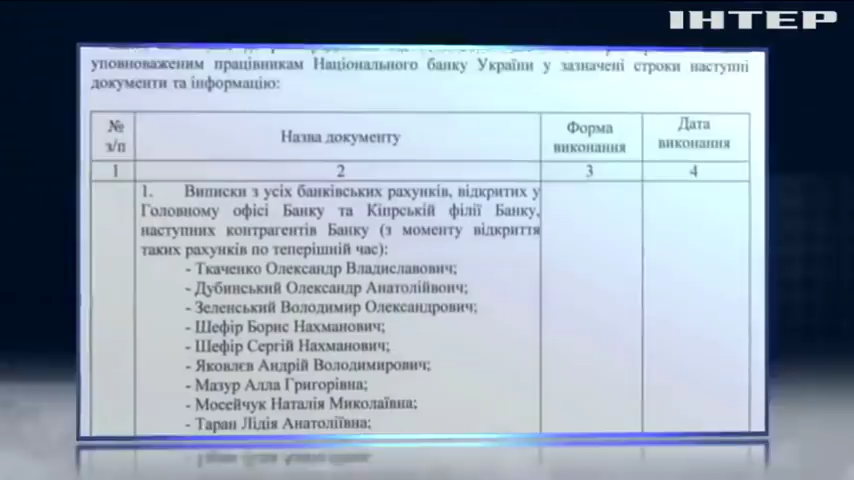 ІНТЕР
уповноваженим працівникам Національного банку України у зазначені строки наступні
документи та інформацію:
№ з/п
Назва документу
Форма виконання
Дата виконання
1
2
3
4
1. Виписки з усіх банківських рахунків, відкритих у
Головному офісі Банку та Кіпрській філії Банку,
наступних контрагентів Банку (з моменту відкриття
таких рахунків по теперішній час):
- Ткаченко Олександр Владиславович;
- Дубинський Олександр Анатолійвоич;
- Зеленський Володимир Олександрович;
- Шефір Борис Нахманович;
- Шефір Сергій Нахманович;
- Яковлєв Андрій Володимирович;
- Мазур Алла Григорівна;
- Мосейчук Наталія Миколаївна;
- Таран Лідія Анатоліївна;